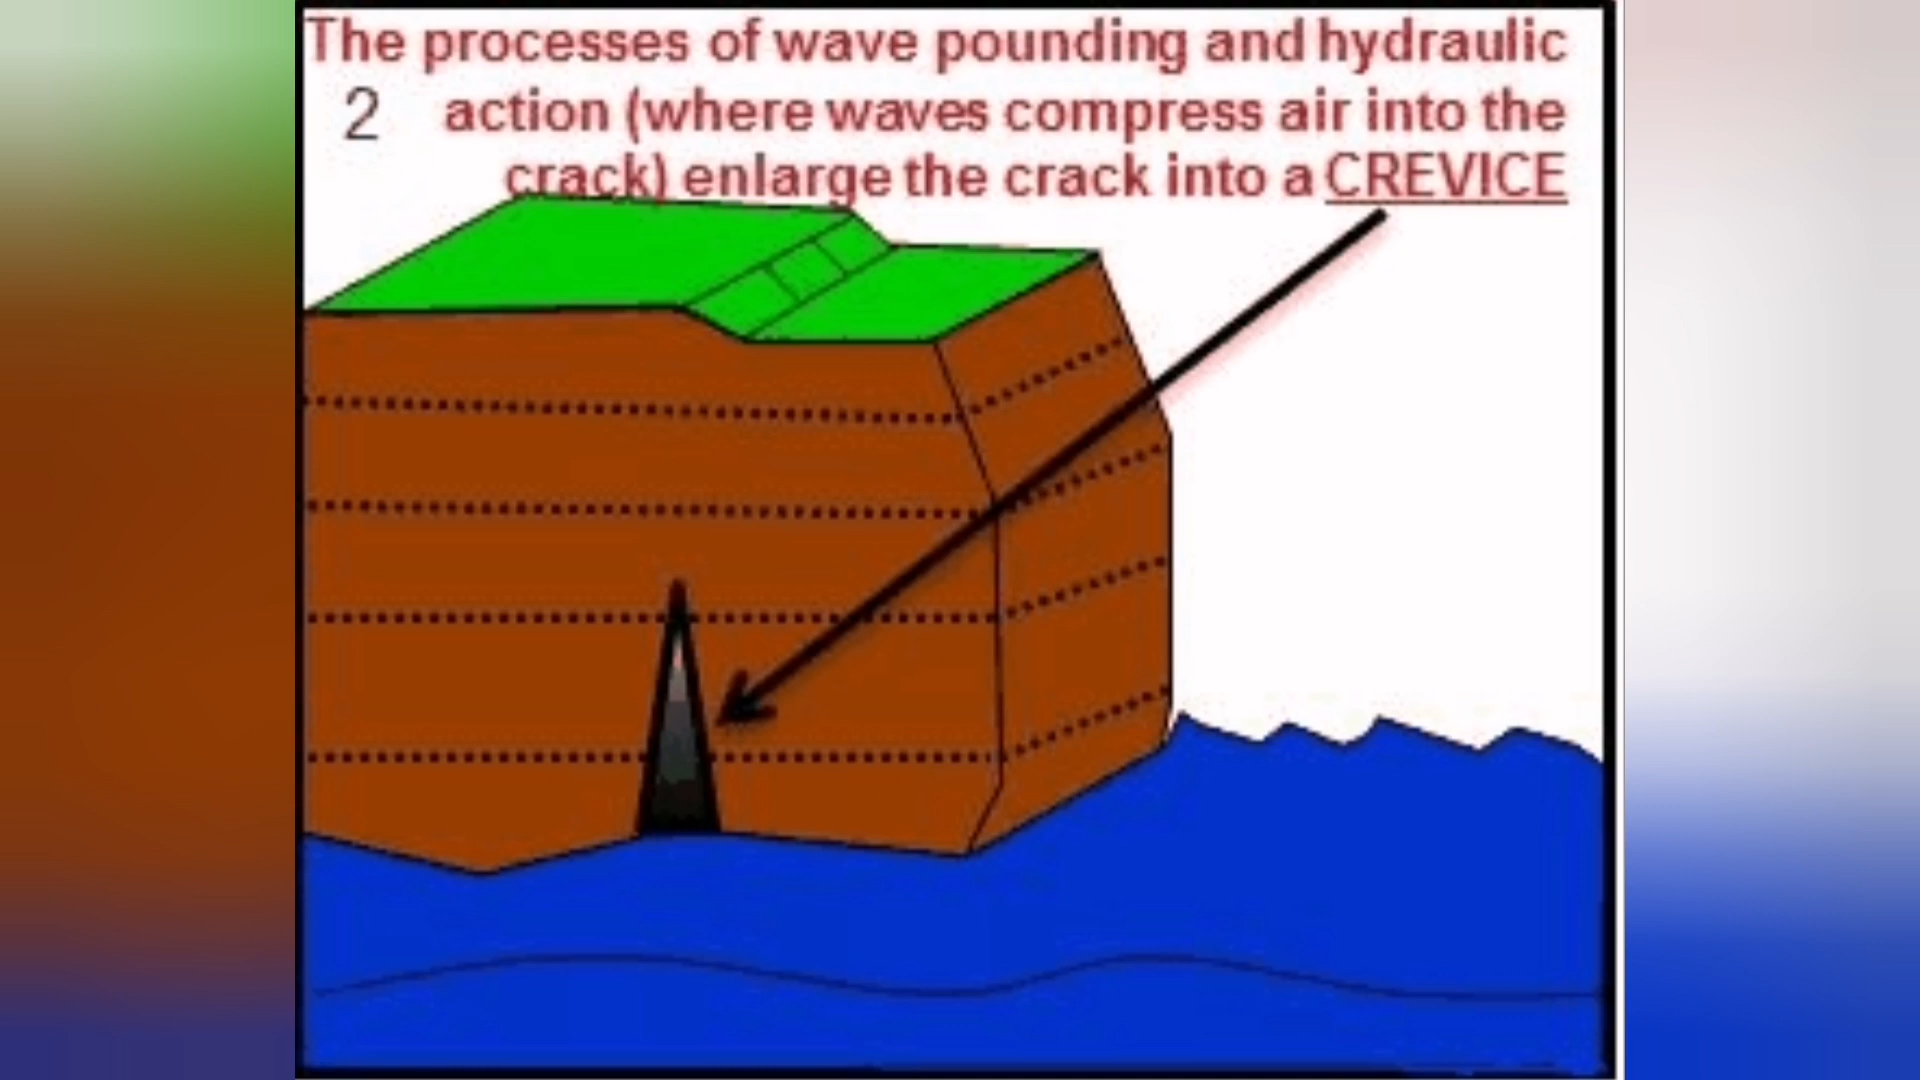 The processes of wave pounding and hydraulic
2 action (where waves compress air into the
crack) enlarge the crack into a CREVICE